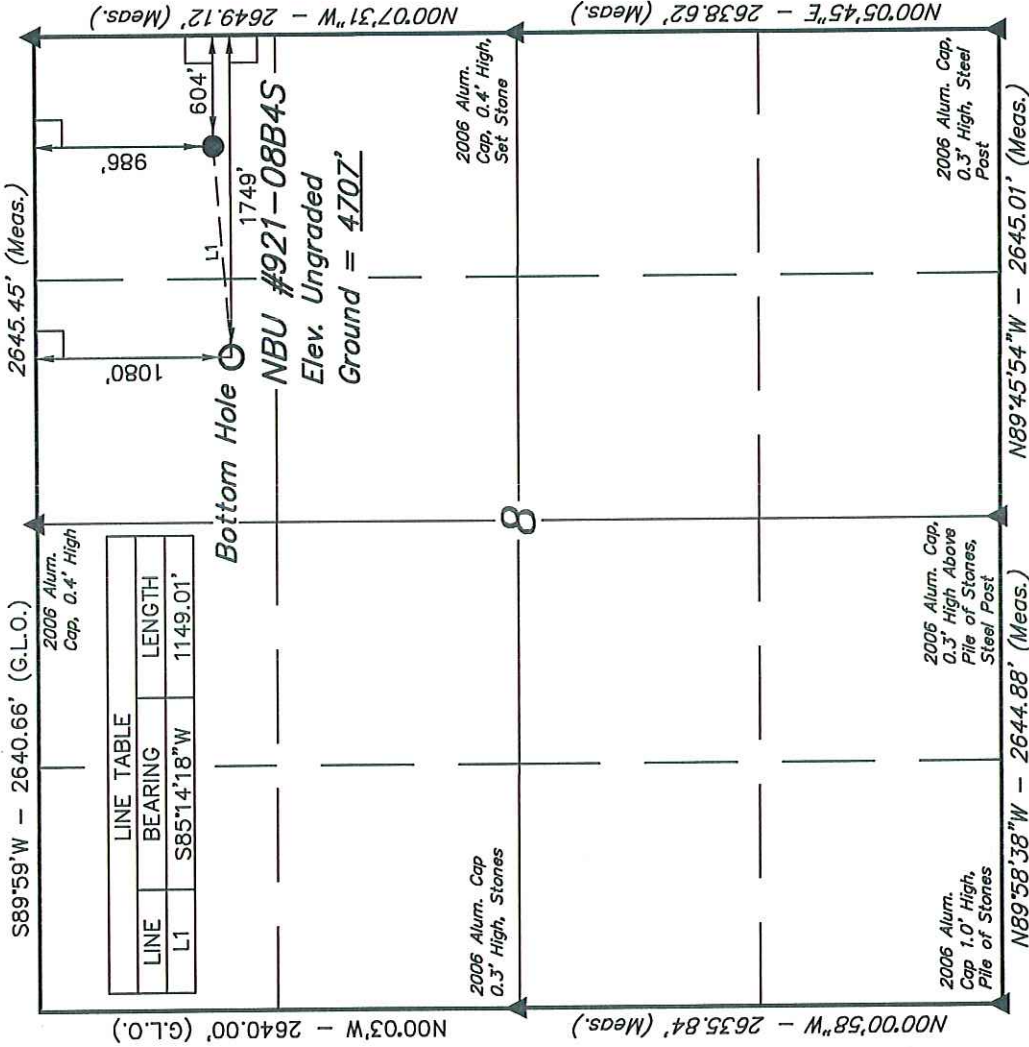 S89°59'W – 2640.66' (G.L.O.)
2645.45' (Meas.)
2006 Alum.
Cap, 0.4' High
LINE TABLE
LINE BEARING LENGTH
L1 S85°14'18"W 1149.01'
1080'
986'
604'
L1
1749'
Bottom Hole
NBU #921-08B4S
Elev. Ungraded
Ground = 4707'
N00°03'W – 2640.00' (G.L.O.)
N00°07'31"W – 2649.12' (Meas.)
2006 Alum. Cap
0.3' High, Stones
8
2006 Alum.
Cap, 0.4' High,
Set Stone
N00°00'58"W – 2635.84' (Meas.)
N00°05'45"E – 2638.62' (Meas.)
2006 Alum.
Cap 1.0' High,
Pile of Stones
2006 Alum. Cap,
0.3' High Above
Pile of Stones,
Steel Post
2006 Alum. Cap,
0.3' High, Steel
Post
N89°58'38"W – 2644.88' (Meas.)
N89°45'54"W – 2645.01' (Meas.)